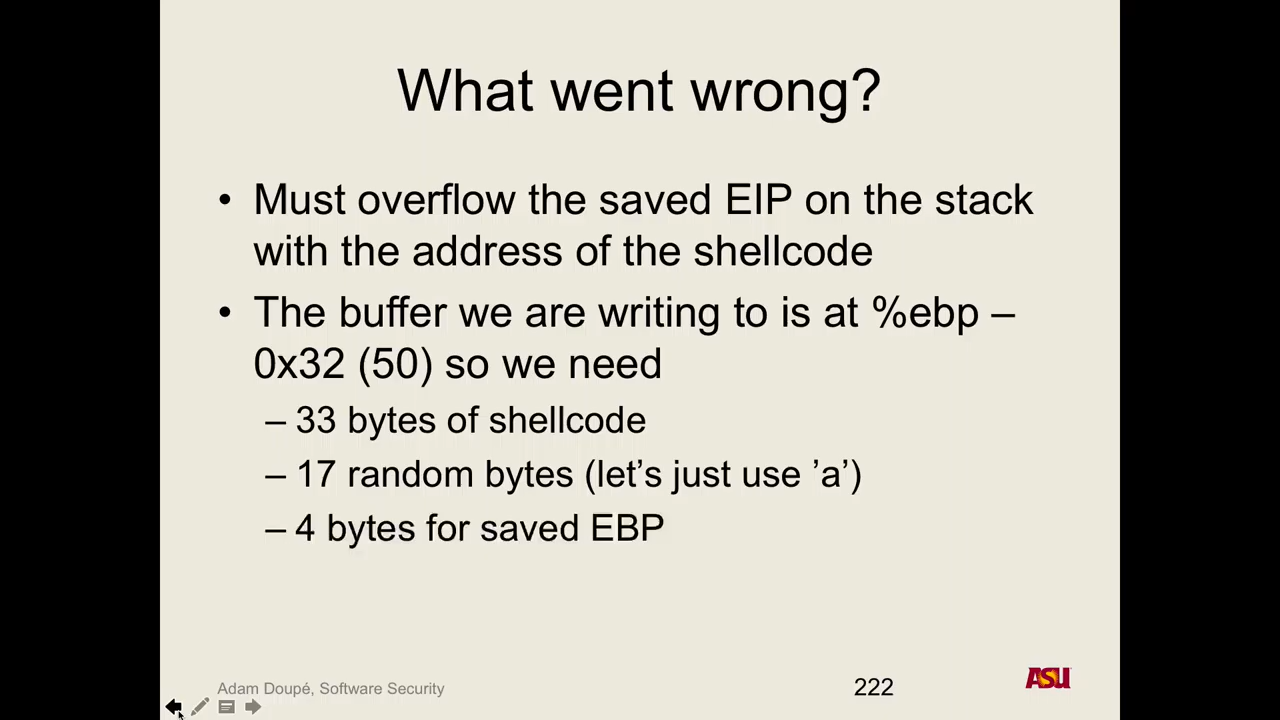 What went wrong?
• Must overflow the saved EIP on the stack
with the address of the shellcode
• The buffer we are writing to is at %ebp –
0x32 (50) so we need
– 33 bytes of shellcode
– 17 random bytes (let’s just use ’a’)
– 4 bytes for saved EBP
Adam Doupé, Software Security
222
ASU